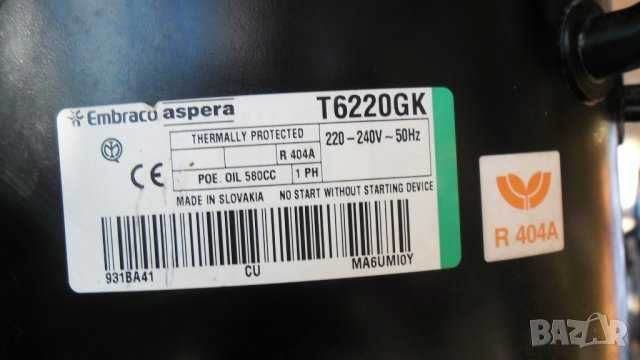 Embraco aspera
T6220GK
THERMALLY PROTECTED
220-240V~50Hz
R 404A
POE. OIL 580CC
1 PH
CE
MADE IN SLOVAKIA
NO START WITHOUT STARTING DEVICE
931BA41
CU
MA6UMI0Y
R 404A
BAZAR
bg